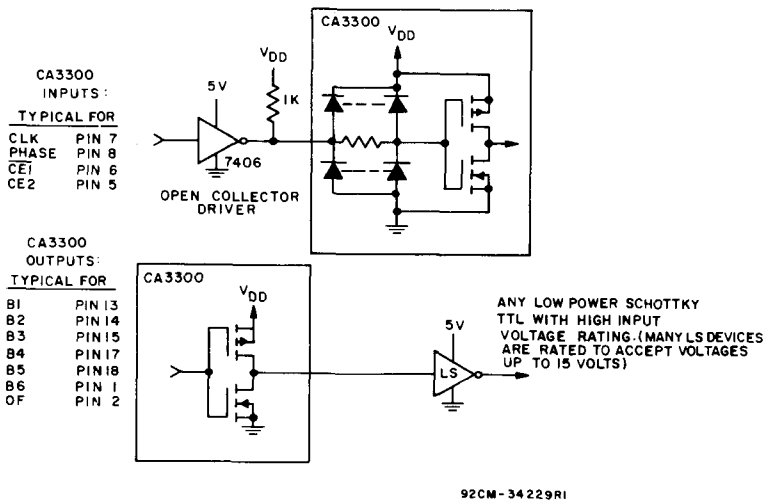 CA3300
INPUTS:
TYPICAL FOR
CLK PIN 7
PHASE PIN 8
CE1 PIN 6
CE2 PIN 5
5V
VDD
1K
7406
OPEN COLLECTOR
DRIVER
CA3300
VDD
CA3300
OUTPUTS:
TYPICAL FOR
B1 PIN 13
B2 PIN 14
B3 PIN 15
B4 PIN 17
B5 PIN 18
B6 PIN 1
OF PIN 2
CA3300
VDD
5V
LS
ANY LOW POWER SCHOTTKY
TTL WITH HIGH INPUT
VOLTAGE RATING.(MANY LS DEVICES
ARE RATED TO ACCEPT VOLTAGES
UP TO 15 VOLTS)
92CM-34229R1